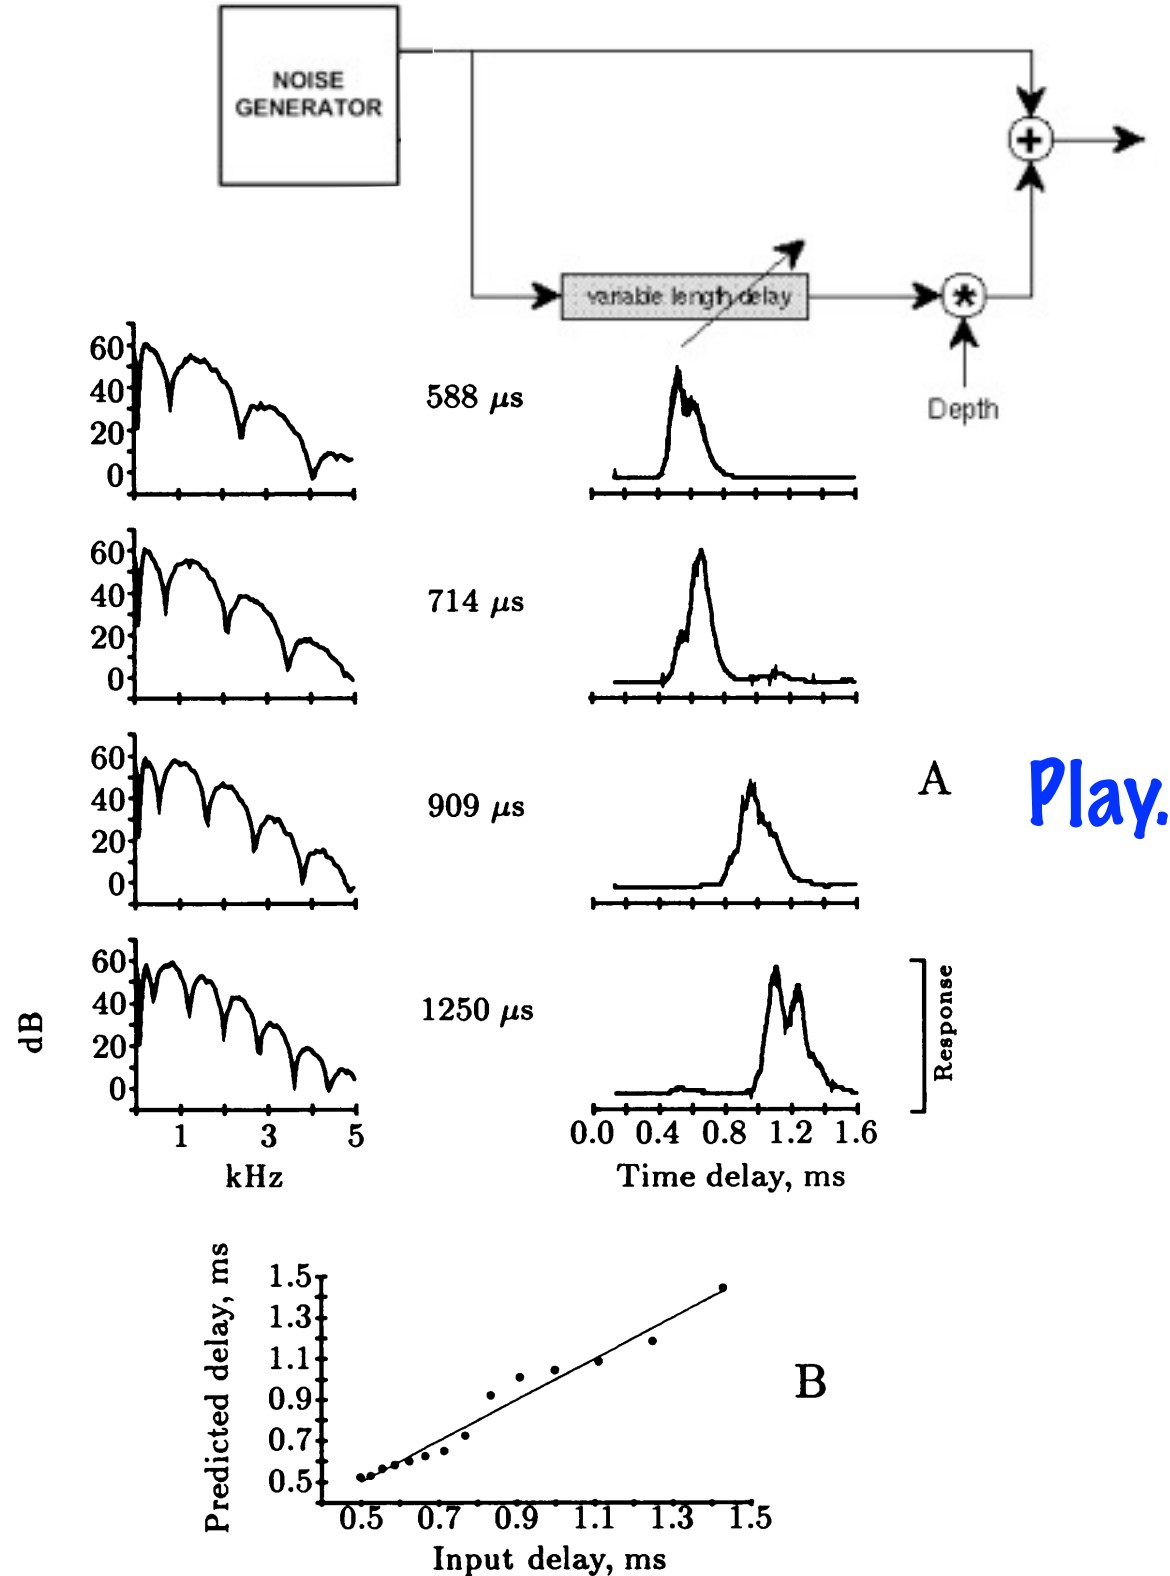 NOISE
GENERATOR
+
variable length delay
*
Depth
60
40
20
0
588 μs
60
40
20
0
714 μs
60
40
20
0
909 μs
A
Play.
60
40
20
0
dB
1250 μs
Response
1 3 5
kHz
0.0 0.4 0.8 1.2 1.6
Time delay, ms
Predicted delay, ms
1.5
1.3
1.1
0.9
0.7
0.5
B
0.5 0.7 0.9 1.1 1.3 1.5
Input delay, ms